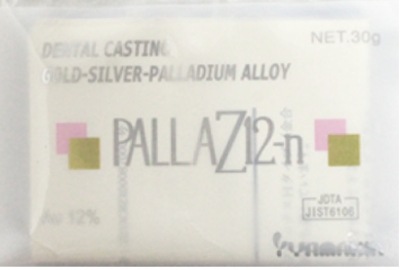 NET.30g
DENTAL CASTING
GOLD-SILVER-PALLADIUM ALLOY
PALLAZ12-n
JDTA
JIST6106
Au 12%